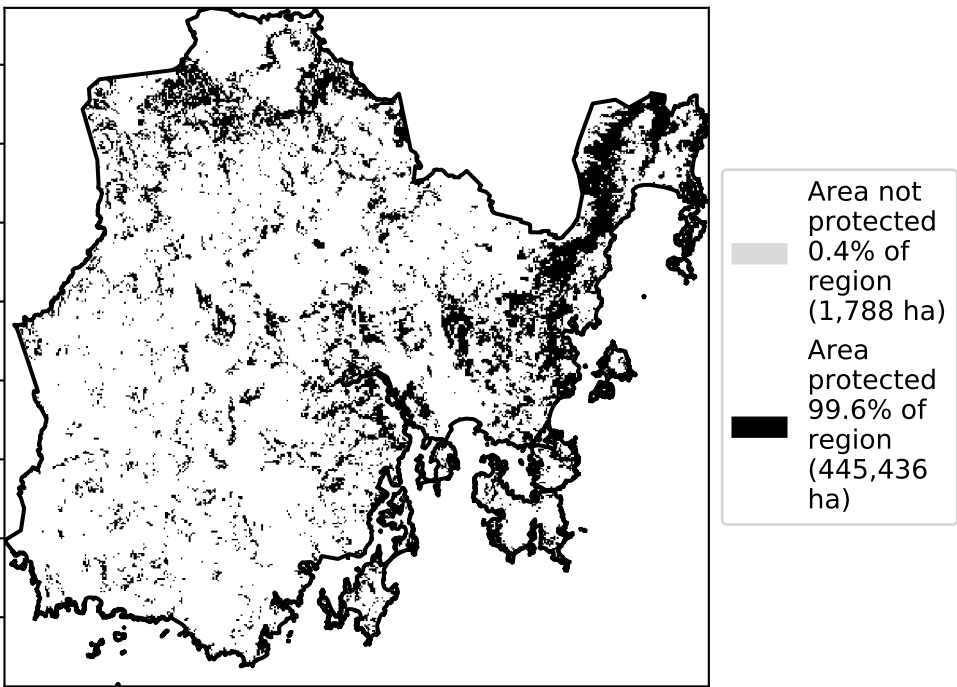 Area not
protected
0.4% of
region
(1,788 ha)
Area
protected
99.6% of
region
(445,436
ha)